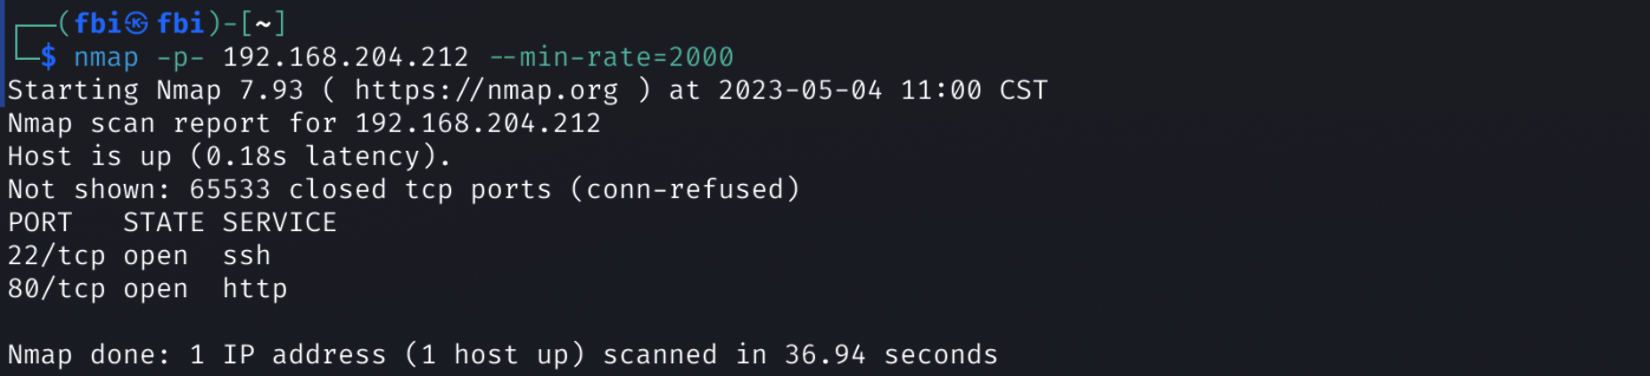 ┌──(fbi㉿fbi)-[~]
└─$ nmap -p- 192.168.204.212 --min-rate=2000
Starting Nmap 7.93 ( https://nmap.org ) at 2023-05-04 11:00 CST
Nmap scan report for 192.168.204.212
Host is up (0.18s latency).
Not shown: 65533 closed tcp ports (conn-refused)
PORT   STATE SERVICE
22/tcp open  ssh
80/tcp open  http
Nmap done: 1 IP address (1 host up) scanned in 36.94 seconds